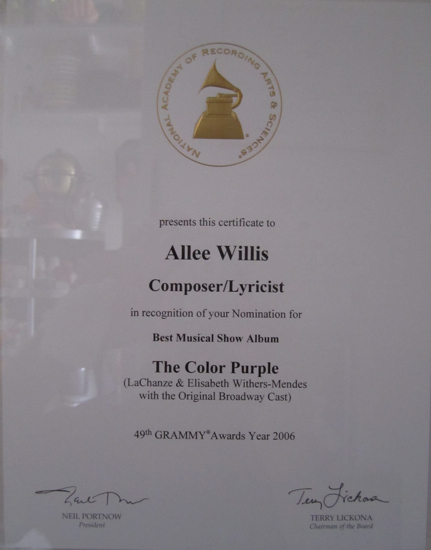 NATIONAL ACADEMY OF RECORDING ARTS & SCIENCES®
presents this certificate to
Allee Willis
Composer/Lyricist
in recognition of your Nomination for
Best Musical Show Album
The Color Purple
(LaChanze & Elisabeth Withers-Mendes
with the Original Broadway Cast)
49th GRAMMY® Awards Year 2006
NEIL PORTNOW
President
Terry Lickona
TERRY LICKONA
Chairman of the Board